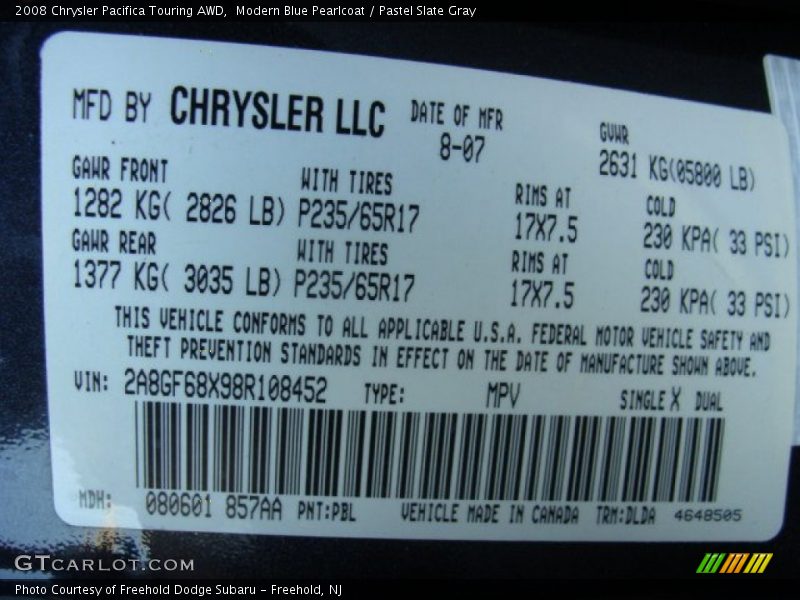 2008 Chrysler Pacifica Touring AWD,  Modern Blue Pearlcoat / Pastel Slate Gray
MFD BY CHRYSLER LLC DATE OF MFR GVWR
8-07 2631 KG(05800 LB)
GAWR FRONT WITH TIRES RIMS AT COLD
1282 KG( 2826 LB) P235/65R17 17X7.5 230 KPA( 33 PSI)
GAWR REAR WITH TIRES RIMS AT COLD
1377 KG( 3035 LB) P235/65R17 17X7.5 230 KPA( 33 PSI)
THIS VEHICLE CONFORMS TO ALL APPLICABLE U.S.A. FEDERAL MOTOR VEHICLE SAFETY AND
THEFT PREVENTION STANDARDS IN EFFECT ON THE DATE OF MANUFACTURE SHOWN ABOVE.
VIN: 2A8GF68X98R108452 TYPE: MPV SINGLE X DUAL
MDH: 080601 857AA PNT:PBL VEHICLE MADE IN CANADA TRM:DLDA 4648505
GTCARLOT.COM
Photo Courtesy of Freehold Dodge Subaru - Freehold, NJ